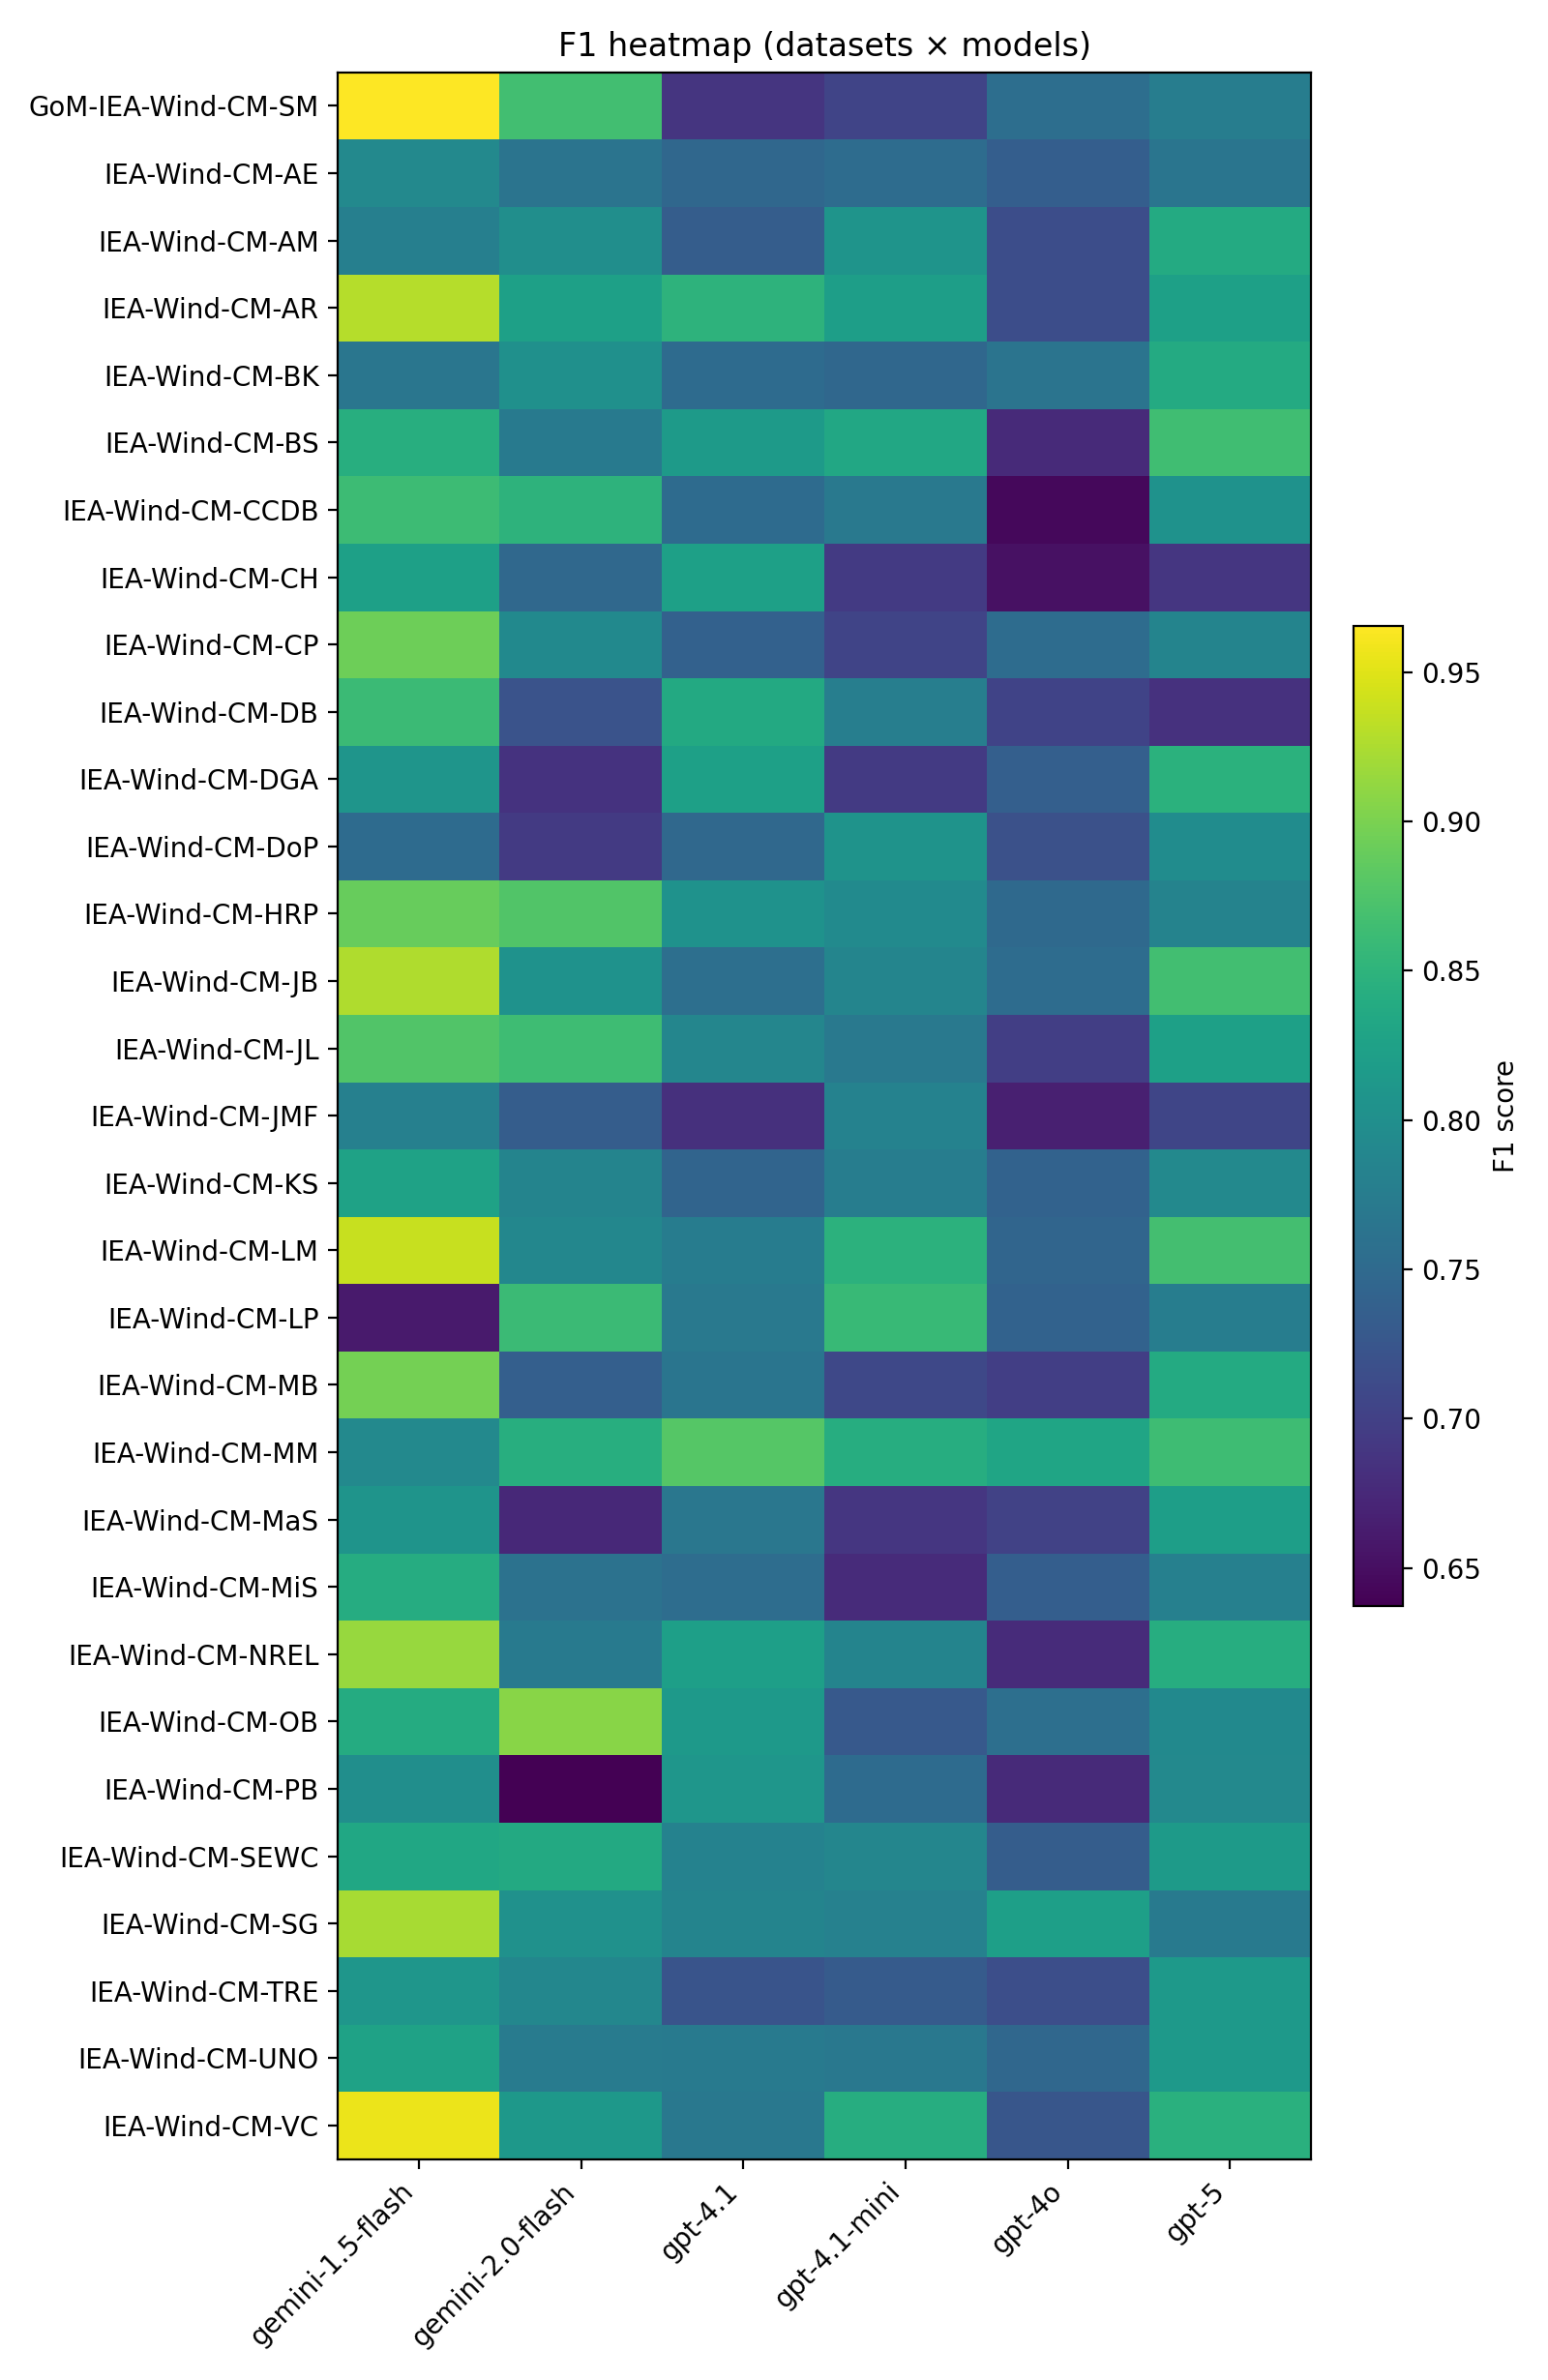 F1 heatmap (datasets × models)
GoM-IEA-Wind-CM-SM
IEA-Wind-CM-AE
IEA-Wind-CM-AM
IEA-Wind-CM-AR
IEA-Wind-CM-BK
IEA-Wind-CM-BS
IEA-Wind-CM-CCDB
IEA-Wind-CM-CH
IEA-Wind-CM-CP
IEA-Wind-CM-DB
IEA-Wind-CM-DGA
IEA-Wind-CM-DoP
IEA-Wind-CM-HRP
IEA-Wind-CM-JB
IEA-Wind-CM-JL
IEA-Wind-CM-JMF
IEA-Wind-CM-KS
IEA-Wind-CM-LM
IEA-Wind-CM-LP
IEA-Wind-CM-MB
IEA-Wind-CM-MM
IEA-Wind-CM-MaS
IEA-Wind-CM-MiS
IEA-Wind-CM-NREL
IEA-Wind-CM-OB
IEA-Wind-CM-PB
IEA-Wind-CM-SEWC
IEA-Wind-CM-SG
IEA-Wind-CM-TRE
IEA-Wind-CM-UNO
IEA-Wind-CM-VC
gemini-1.5-flash
gemini-2.0-flash
gpt-4.1
gpt-4.1-mini
gpt-4o
gpt-5
0.95
0.90
0.85
0.80
0.75
0.70
0.65
F1 score